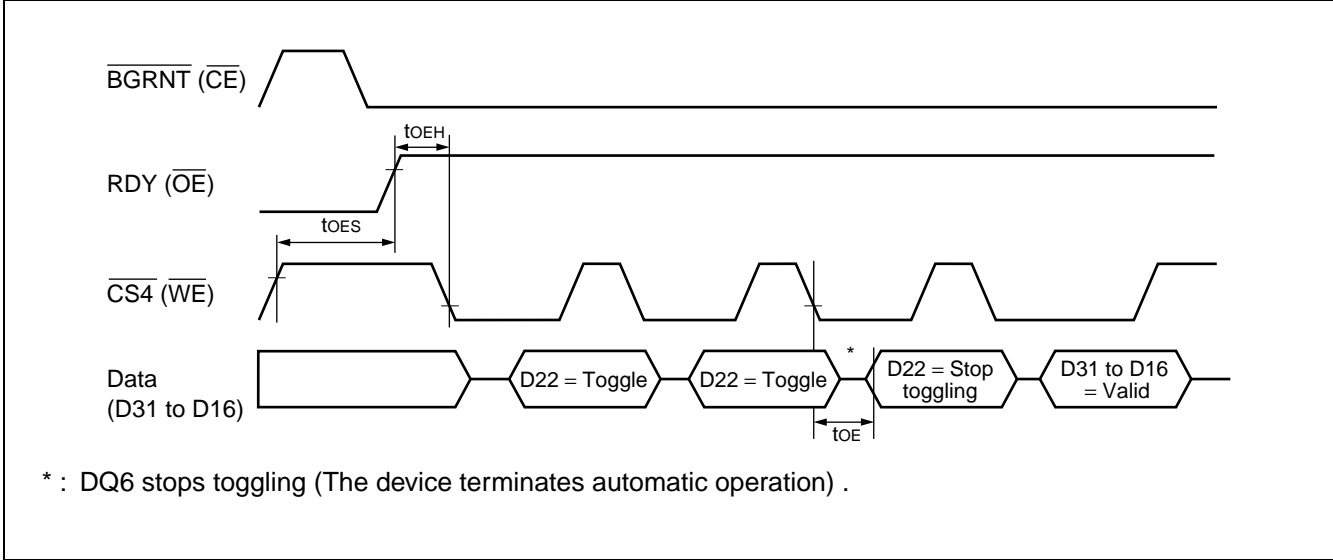 BGRNT (CE)
tOEH
RDY (OE)
tOES
CS4 (WE)
*
Data
(D31 to D16)
D22 = Toggle
D22 = Toggle
D22 = Stop
toggling
D31 to D16
= Valid
tOE
* : DQ6 stops toggling (The device terminates automatic operation) .